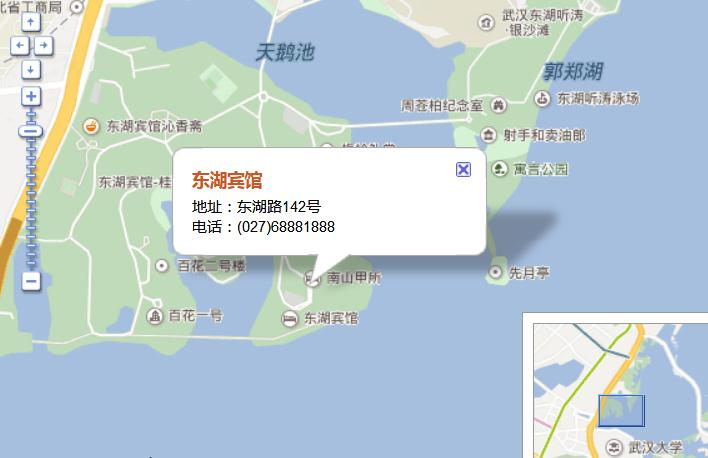 北省工商局
武汉东湖听涛
·银沙滩
天鹅池
郭郑湖
周苍柏纪念室
东湖听涛泳场
东湖宾馆沁香斋
射手和卖油郎
寓言公园
东湖宾馆-桂
东湖宾馆
地址：东湖路142号
电话：(027)68881888
百花二号楼
南山甲所
先月亭
百花一号
东湖宾馆
武汉大学